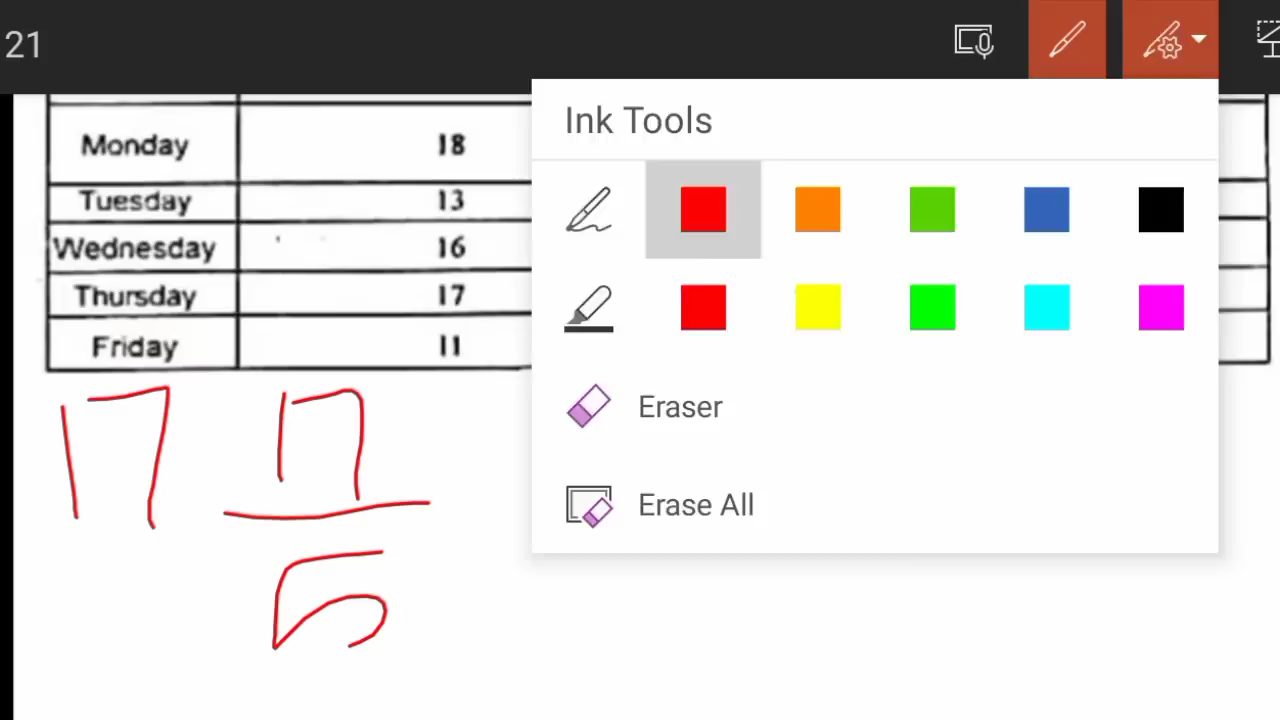 21
Ink Tools
Monday 18
Tuesday 13
Wednesday 16
Thursday 17
Friday 11
17 17
5
Eraser
Erase All